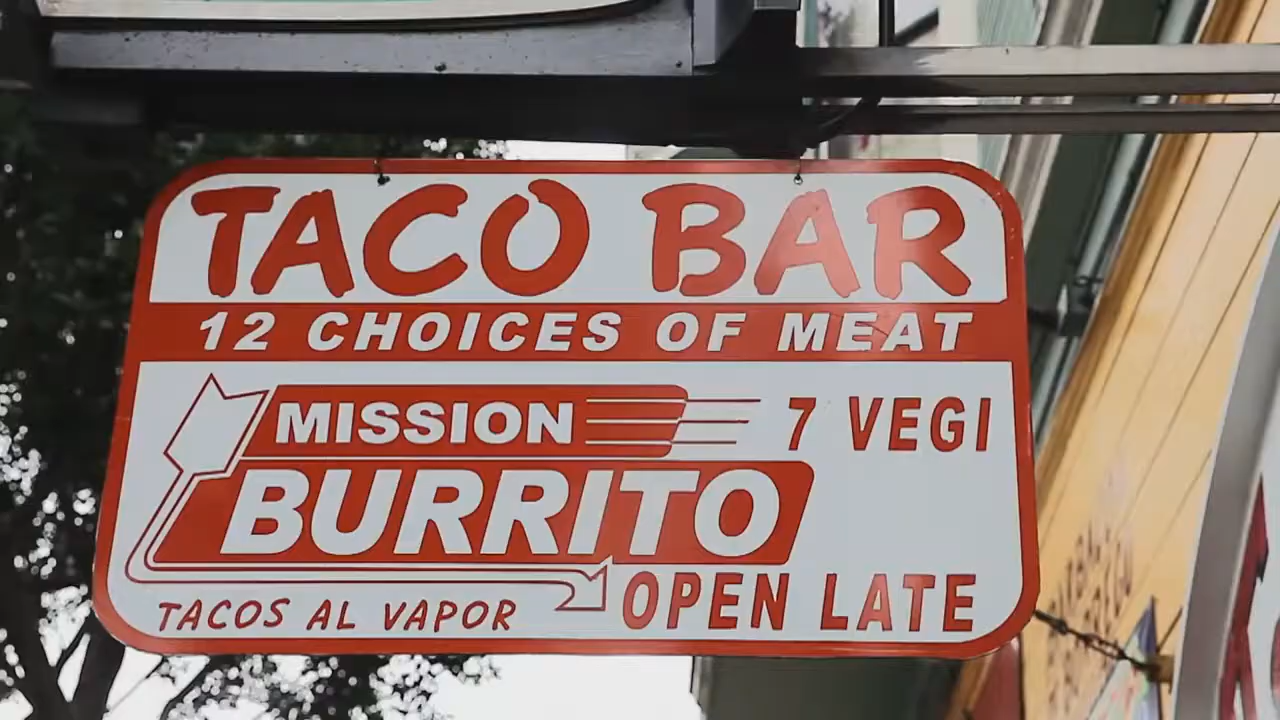 TACO BAR
12 CHOICES OF MEAT
MISSION
7 VEGI
BURRITO
OPEN LATE
TACOS AL VAPOR